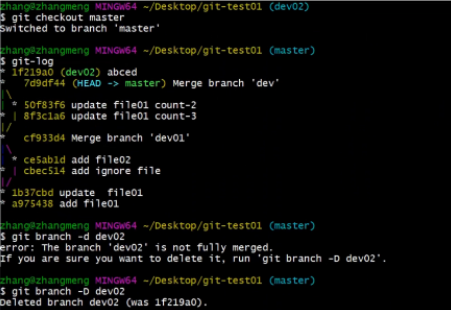 zhang@zhangmeng MINGW64 ~/Desktop/git-test01 (dev02)
$ git checkout master
Switched to branch 'master'
zhang@zhangmeng MINGW64 ~/Desktop/git-test01 (master)
$ git-log
* 1f219a0 (dev02) abced
* 7d9df44 (HEAD -> master) Merge branch 'dev'
|\
| * 50f83f6 update file01 count-2
* | 8f3c1a6 update file01 count-3
|/
* cf933d4 Merge branch 'dev01'
|\
| * ce5ab1d add file02
* | cbec514 add ignore file
|/
* 1b37cbd update  file01
* a975438 add file01
zhang@zhangmeng MINGW64 ~/Desktop/git-test01 (master)
$ git branch -d dev02
error: The branch 'dev02' is not fully merged.
If you are sure you want to delete it, run 'git branch -D dev02'.
zhang@zhangmeng MINGW64 ~/Desktop/git-test01 (master)
$ git branch -D dev02
Deleted branch dev02 (was 1f219a0).